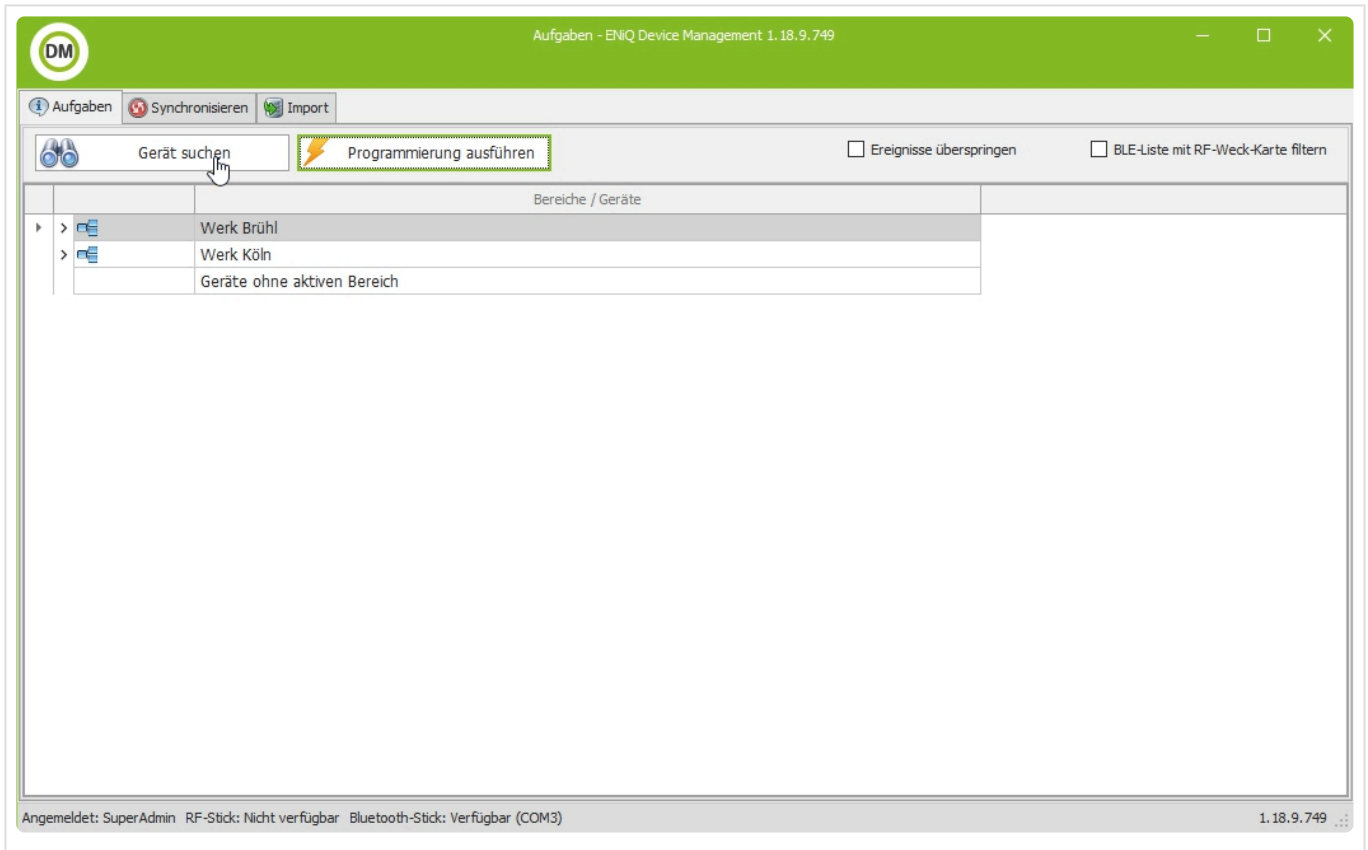 DM
Aufgaben - ENiQ Device Management 1.18.9.749
Aufgaben Synchronisieren Import
Gerät suchen Programmierung ausführen Ereignisse überspringen BLE-Liste mit RF-Weck-Karte filtern
Bereiche / Geräte
Werk Brühl
Werk Köln
Geräte ohne aktiven Bereich
Angemeldet: SuperAdmin RF-Stick: Nicht verfügbar Bluetooth-Stick: Verfügbar (COM3) 1.18.9.749